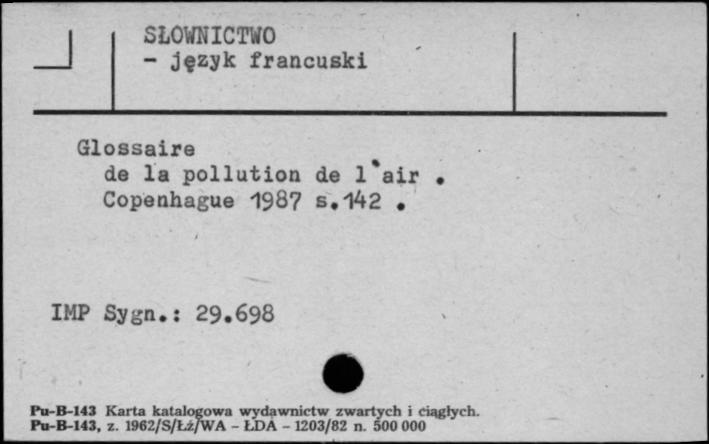 SŁOWNICTWO
- język francuski
Glossaire
de la pollution de l'air .
Copenhague 1987 s.142 .
IMP Sygn.: 29.698
Pu-B-143 Karta katalogowa wydawnictw zwartych i ciągłych.
Pu-B-143, z. 1962/S/Łź/WA - ŁDA - 1203/82 n. 500 000